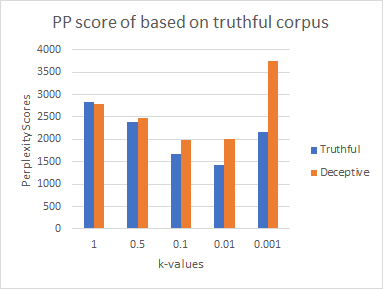 PP score of based on truthful corpus
4000
3500
3000
2500
2000
1500
1000
500
0
Perplexity Scores
1 0.5 0.1 0.01 0.001
k-values
Truthful
Deceptive